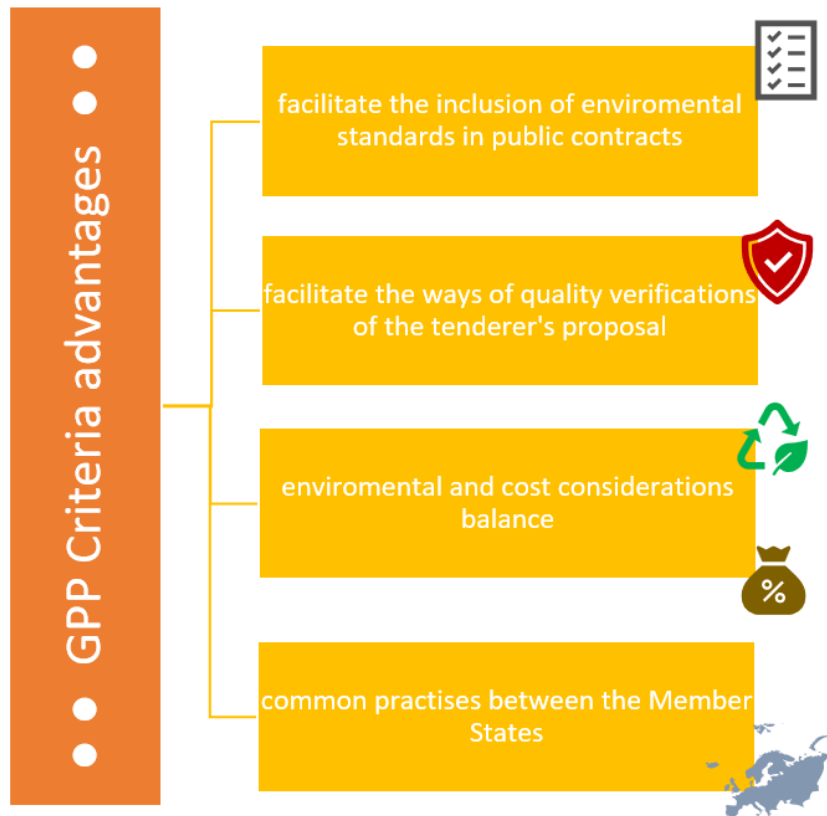 GPP Criteria advantages
facilitate the inclusion of enviromental
standards in public contracts
facilitate the ways of quality verifications
of the tenderer's proposal
enviromental and cost considerations
balance
%
common practises between the Member
States